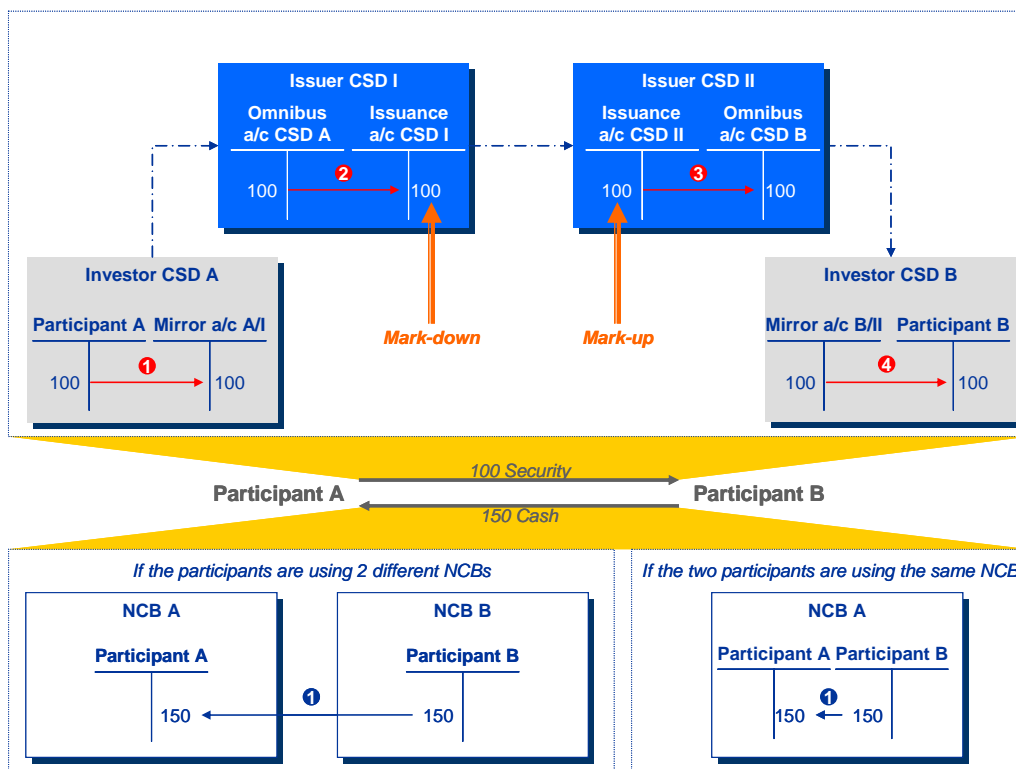 Issuer CSD I
Omnibus a/c CSD A
Issuance a/c CSD I
100
2
100
Issuer CSD II
Issuance a/c CSD II
Omnibus a/c CSD B
100
3
100
Investor CSD A
Participant A
Mirror a/c A/I
100
1
100
Mark-down
Mark-up
Investor CSD B
Mirror a/c B/II
Participant B
100
4
100
100 Security
Participant A
Participant B
150 Cash
If the participants are using 2 different NCBs
NCB A
Participant A
150
1
NCB B
Participant B
150
If the two participants are using the same NCB
NCB A
Participant A
Participant B
150
1
150